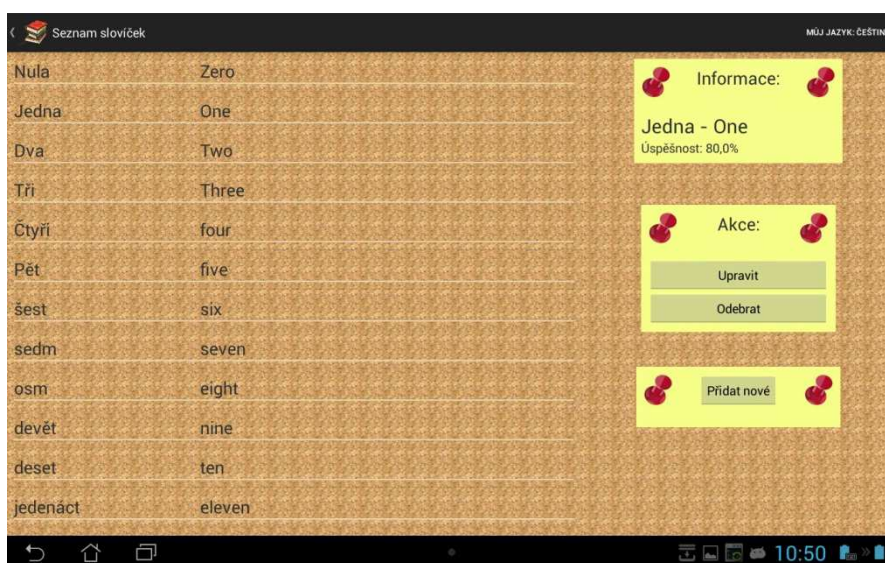 Seznam slovíček
MŮJ JAZYK: ČEŠTIN
Nula Zero
Jedna One
Dva Two
Tři Three
Čtyři four
Pět five
šest six
sedm seven
osm eight
devět nine
deset ten
jedenáct eleven
Informace:
Jedna - One
Úspěšnost: 80,0%
Akce:
Upravit
Odebrat
Přidat nové
10:50